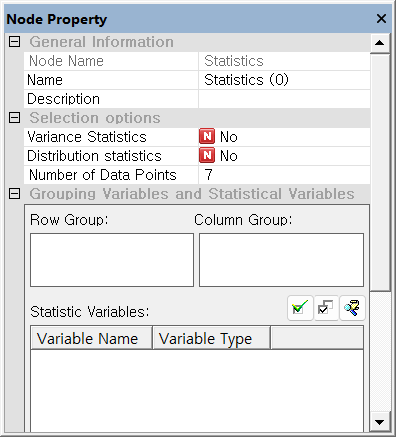 Node Property
General Information
Node Name Statistics
Name Statistics (0)
Description
Selection options
Variance Statistics N No
Distribution statistics N No
Number of Data Points 7
Grouping Variables and Statistical Variables
Row Group: Column Group:
Statistic Variables:
Variable Name Variable Type